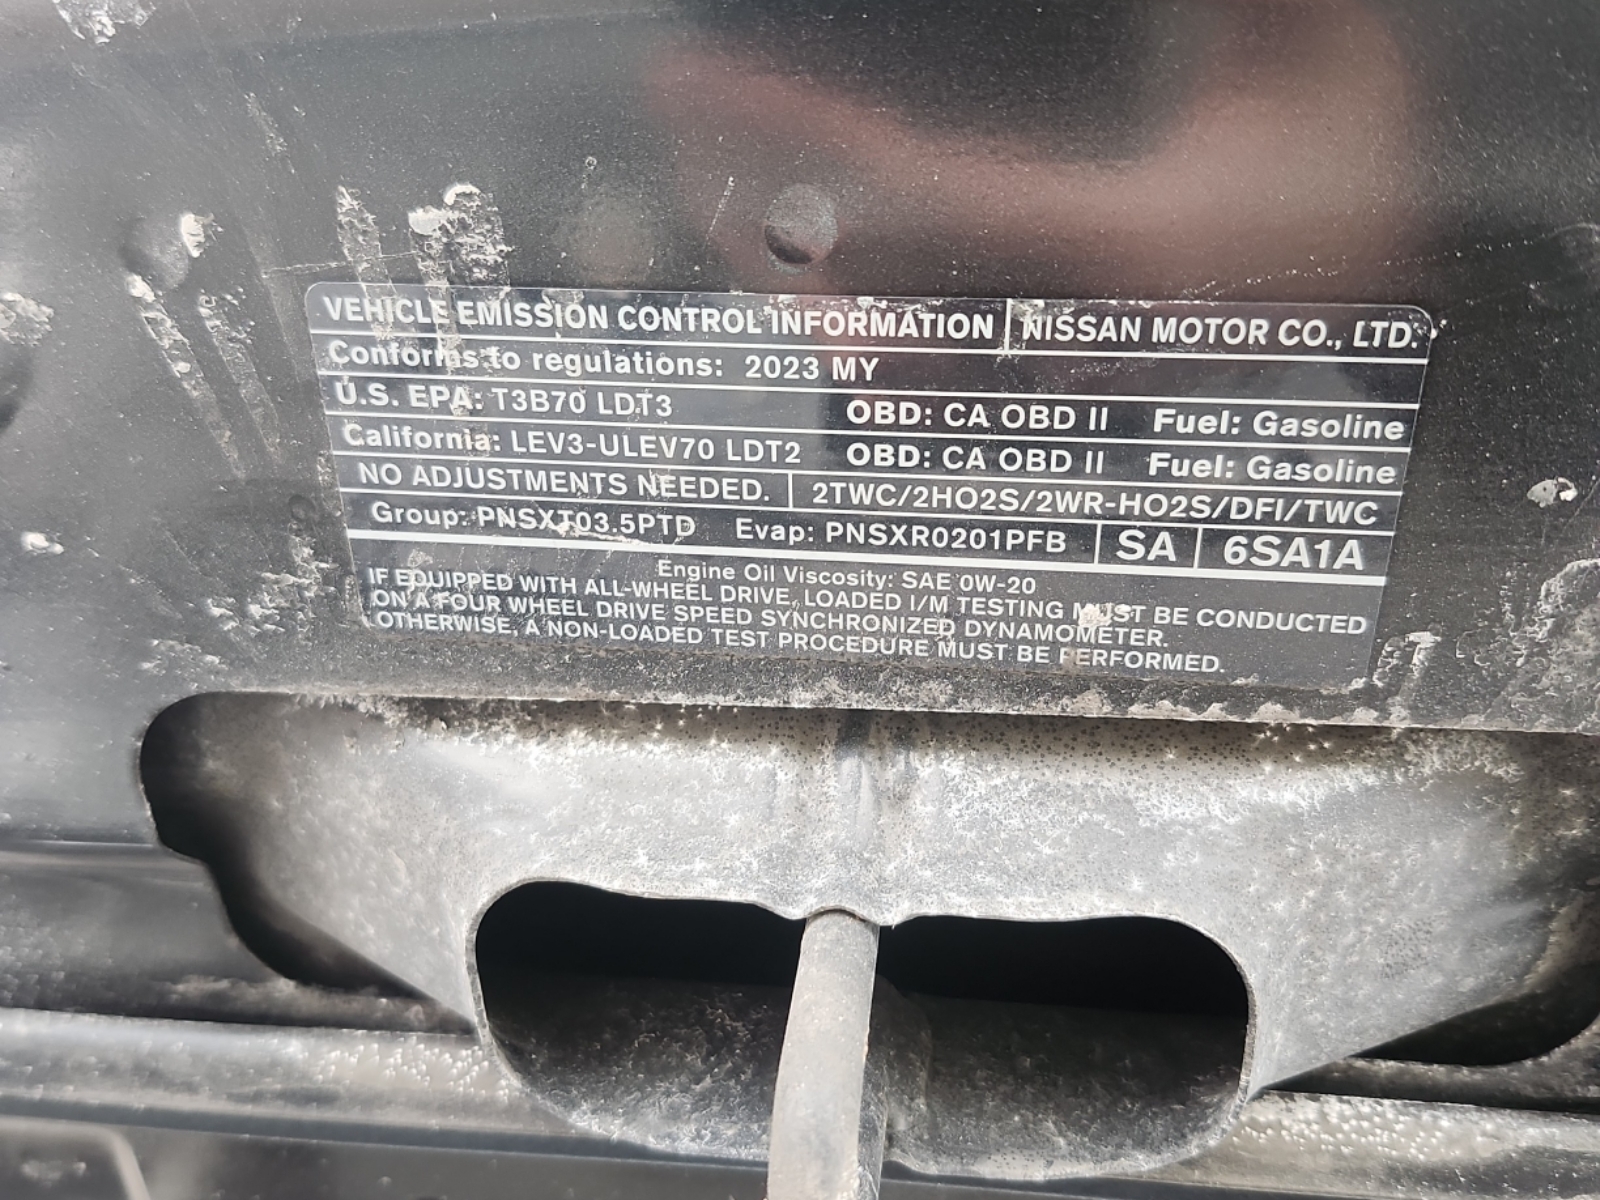 VEHICLE EMISSION CONTROL INFORMATION NISSAN MOTOR CO., LTD.
Conforms to regulations: 2023 MY
U.S. EPA: T3B70 LDT3 OBD: CA OBD II Fuel: Gasoline
California: LEV3-ULEV70 LDT2 OBD: CA OBD II Fuel: Gasoline
NO ADJUSTMENTS NEEDED. 2TWC/2HO2S/2WR-HO2S/DFI/TWC
Group: PNSXT03.5PTD Evap: PNSXR0201PFB SA 6SA1A
Engine Oil Viscosity: SAE 0W-20
IF EQUIPPED WITH ALL-WHEEL DRIVE, LOADED I/M TESTING MUST BE CONDUCTED
ON A FOUR WHEEL DRIVE SPEED SYNCHRONIZED DYNAMOMETER.
OTHERWISE, A NON-LOADED TEST PROCEDURE MUST BE PERFORMED.